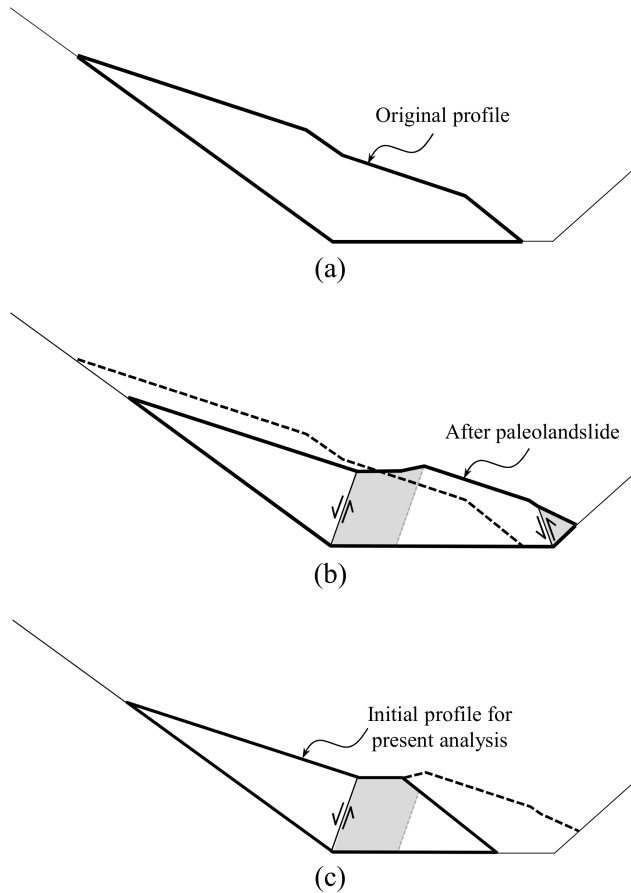 Original profile
(a)
After paleolandslide
(b)
Initial profile for
present analysis
(c)